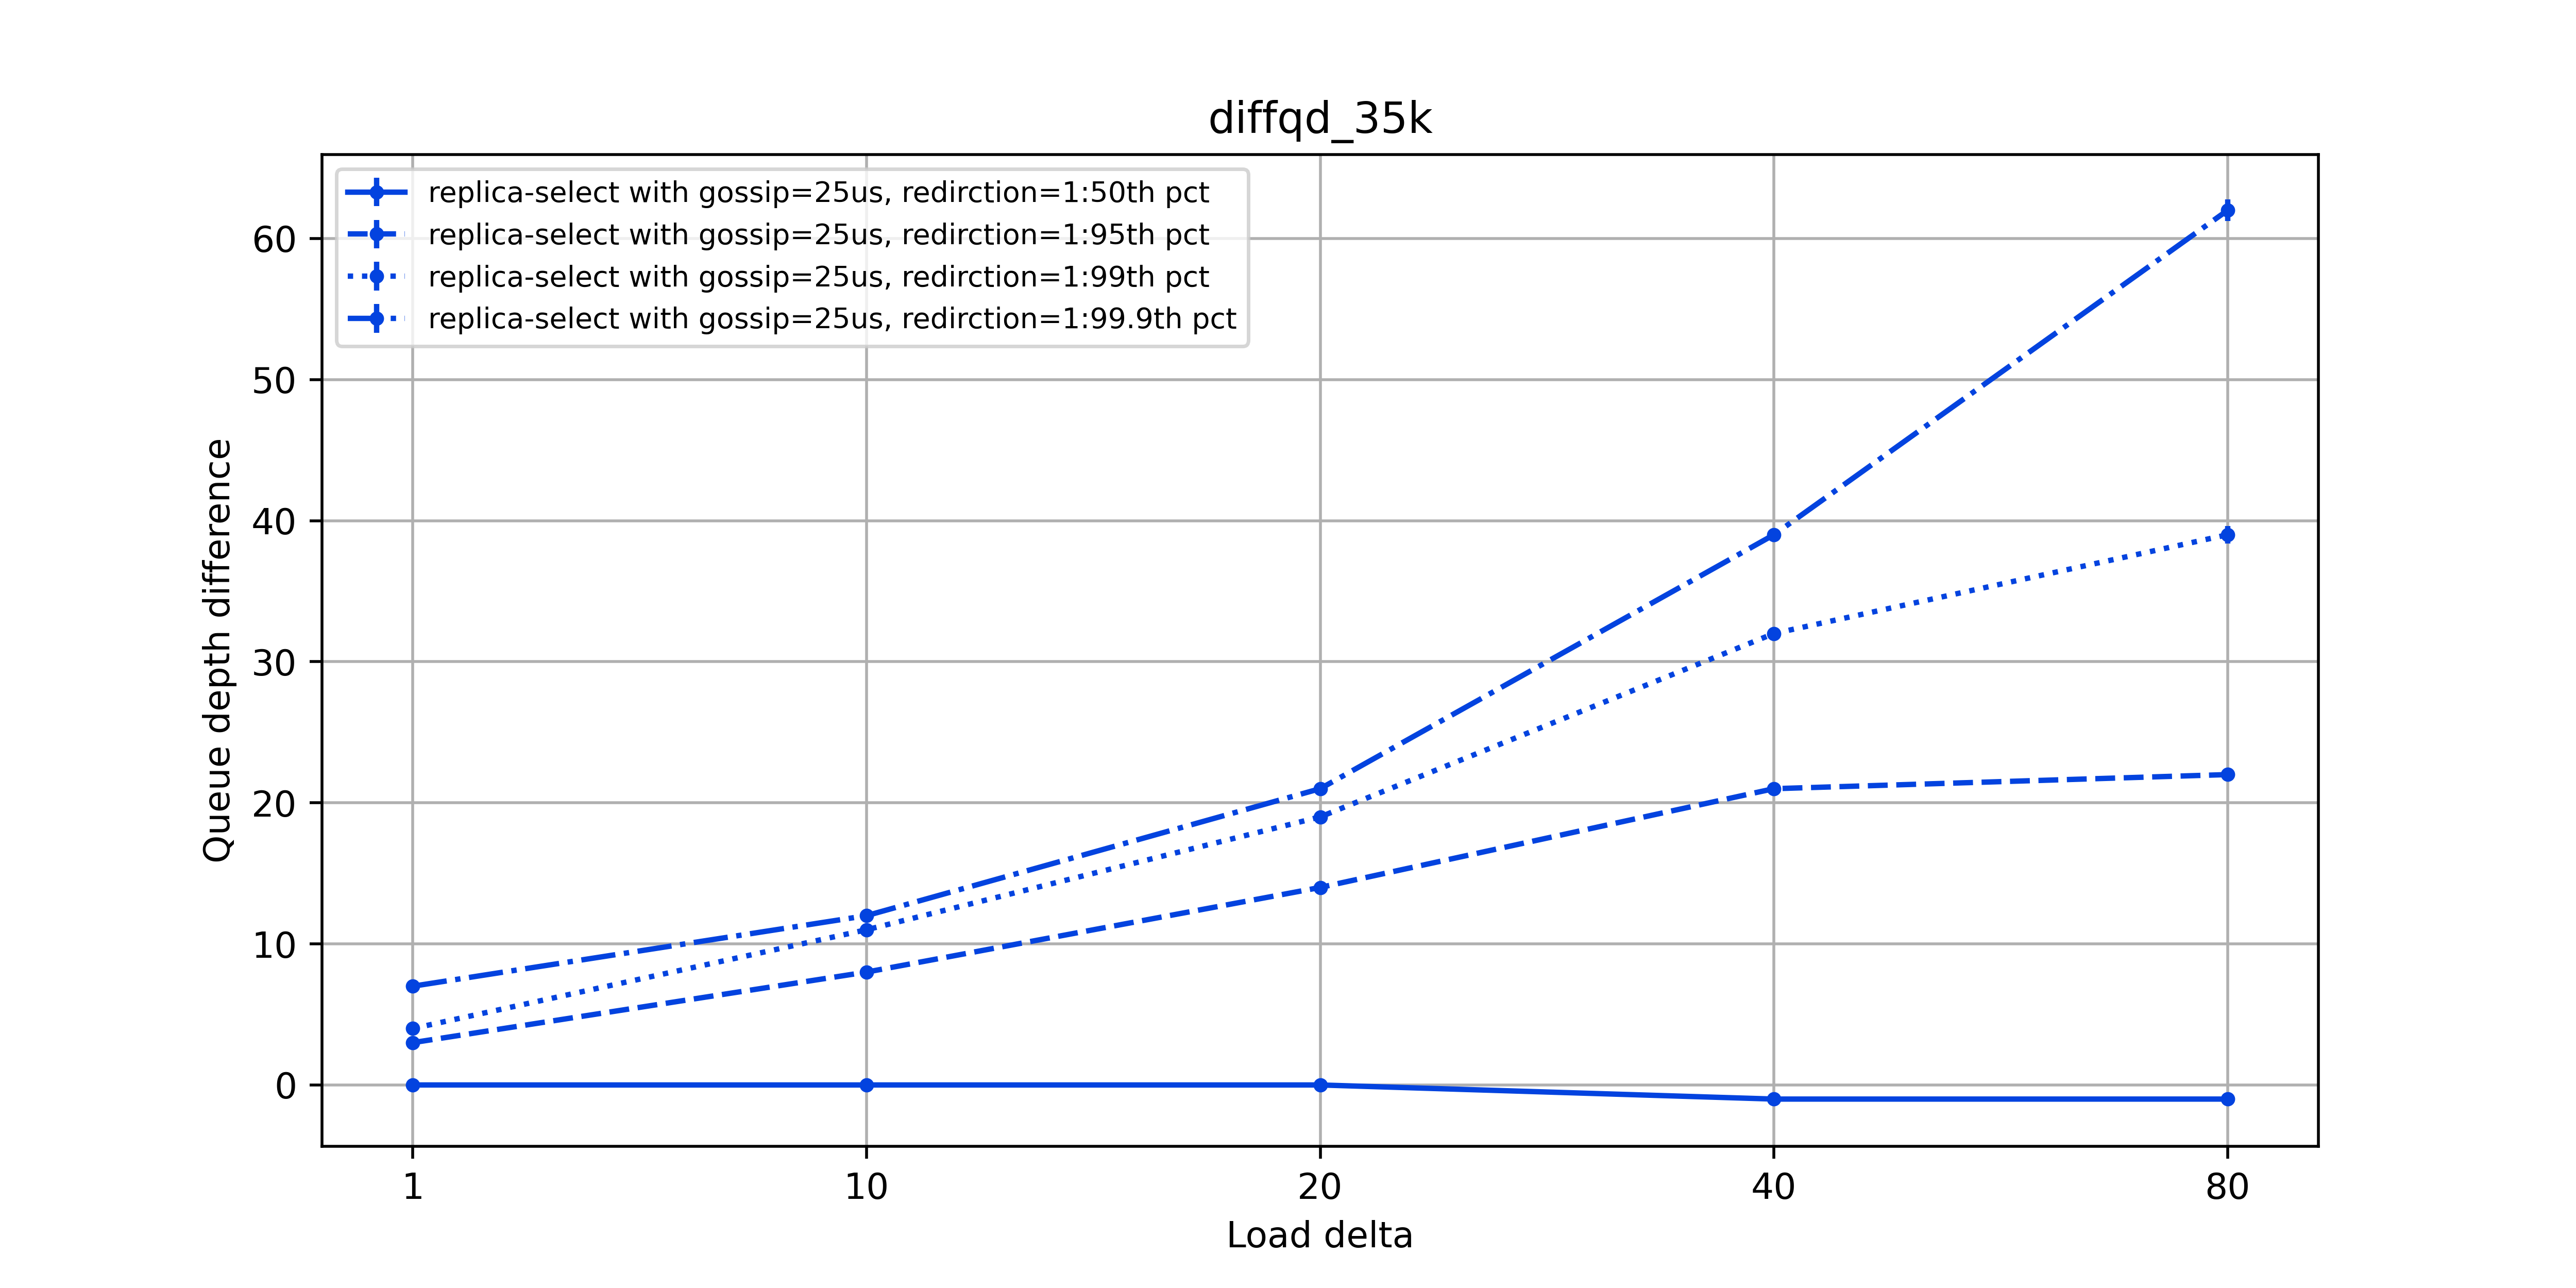 diffqd_35k
replica-select with gossip=25us, redirction=1:50th pct
replica-select with gossip=25us, redirction=1:95th pct
replica-select with gossip=25us, redirction=1:99th pct
replica-select with gossip=25us, redirction=1:99.9th pct
60
50
40
30
20
10
0
Queue depth difference
1 10 20 40 80
Load delta